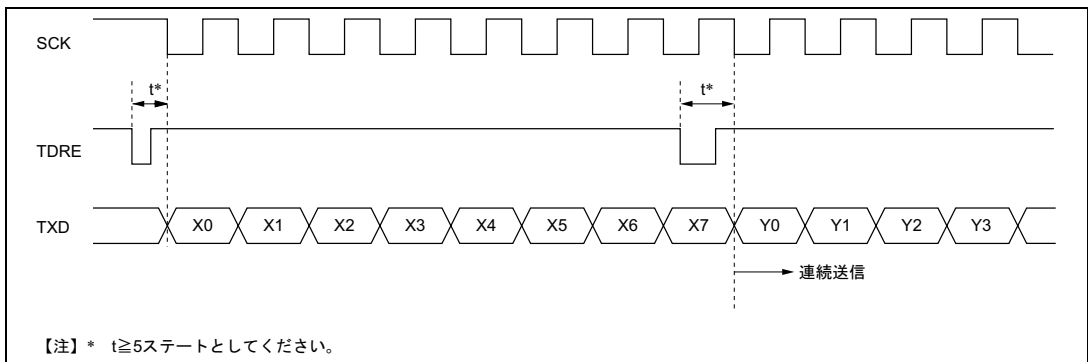 SCK
t*
t*
TDRE
TXD
X0 X1 X2 X3 X4 X5 X6 X7 Y0 Y1 Y2 Y3
連続送信
【注】* t≧5ステートとしてください。